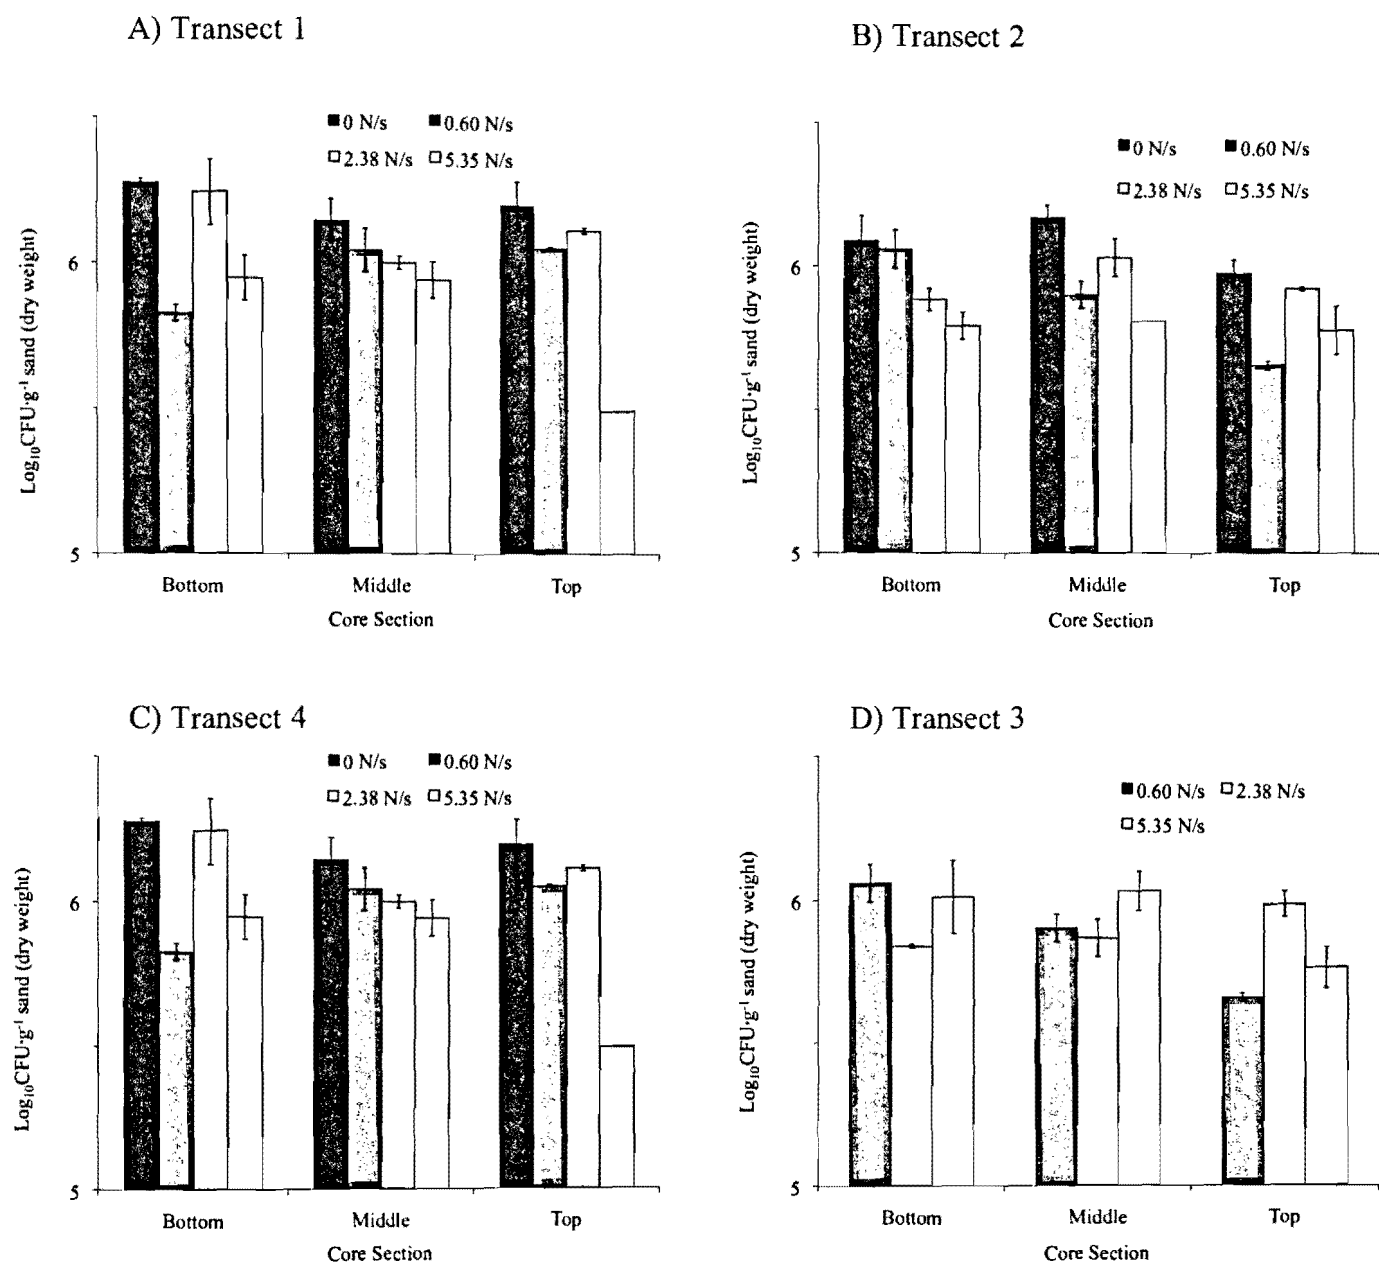 A) Transect 1
0 N/s 0.60 N/s
2.38 N/s 5.35 N/s
Log₁₀CFU·g⁻¹ sand (dry weight)
6
5
Bottom Middle Top
Core Section
B) Transect 2
0 N/s 0.60 N/s
2.38 N/s 5.35 N/s
Log₁₀CFU·g⁻¹ sand (dry weight)
6
5
Bottom Middle Top
Core Section
C) Transect 4
0 N/s 0.60 N/s
2.38 N/s 5.35 N/s
Log₁₀CFU·g⁻¹ sand (dry weight)
6
5
Bottom Middle Top
Core Section
D) Transect 3
0.60 N/s 2.38 N/s
5.35 N/s
Log₁₀CFU·g⁻¹ sand (dry weight)
6
5
Bottom Middle Top
Core Section